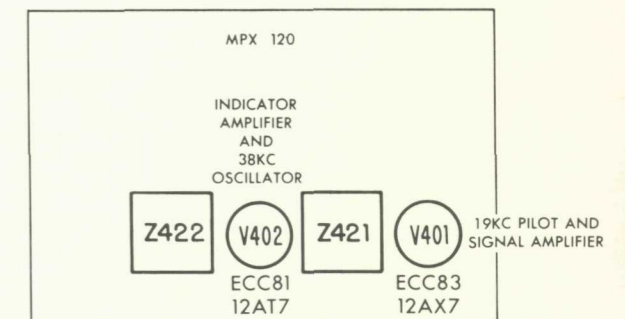 MPX 120
INDICATOR
AMPLIFIER
AND
38KC
OSCILLATOR
Z422
V402
Z421
V401
19KC PILOT AND
SIGNAL AMPLIFIER
ECC81
12AT7
ECC83
12AX7